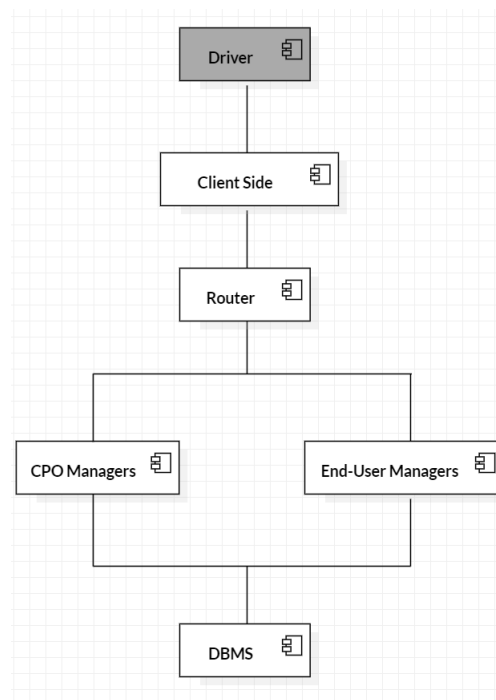 Driver
Client Side
Router
CPO Managers
End-User Managers
DBMS